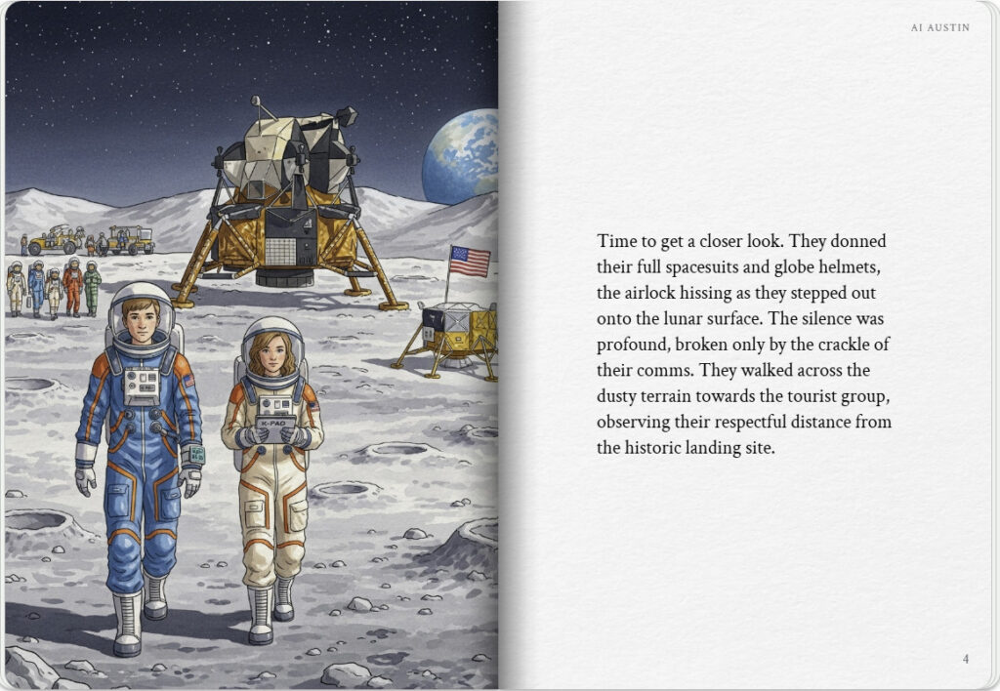 AI AUSTIN
K-PAD
Time to get a closer look. They donned
their full spacesuits and globe helmets,
the airlock hissing as they stepped out
onto the lunar surface. The silence was
profound, broken only by the crackle of
their comms. They walked across the
dusty terrain towards the tourist group,
observing their respectful distance from
the historic landing site.
4